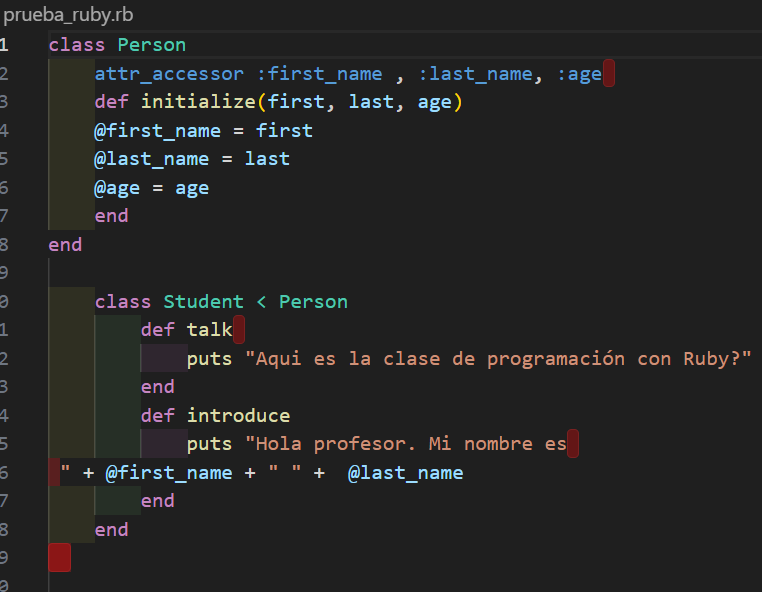 prueba_ruby.rb
1 class Person
2 attr_accessor :first_name , :last_name, :age
3 def initialize(first, last, age)
4 @first_name = first
5 @last_name = last
6 @age = age
7 end
8 end
9
0 class Student < Person
1 def talk
2 puts "Aqui es la clase de programación con Ruby?"
3 end
4 def introduce
5 puts "Hola profesor. Mi nombre es
6 " + @first_name + " " + @last_name
7 end
8 end
9
0